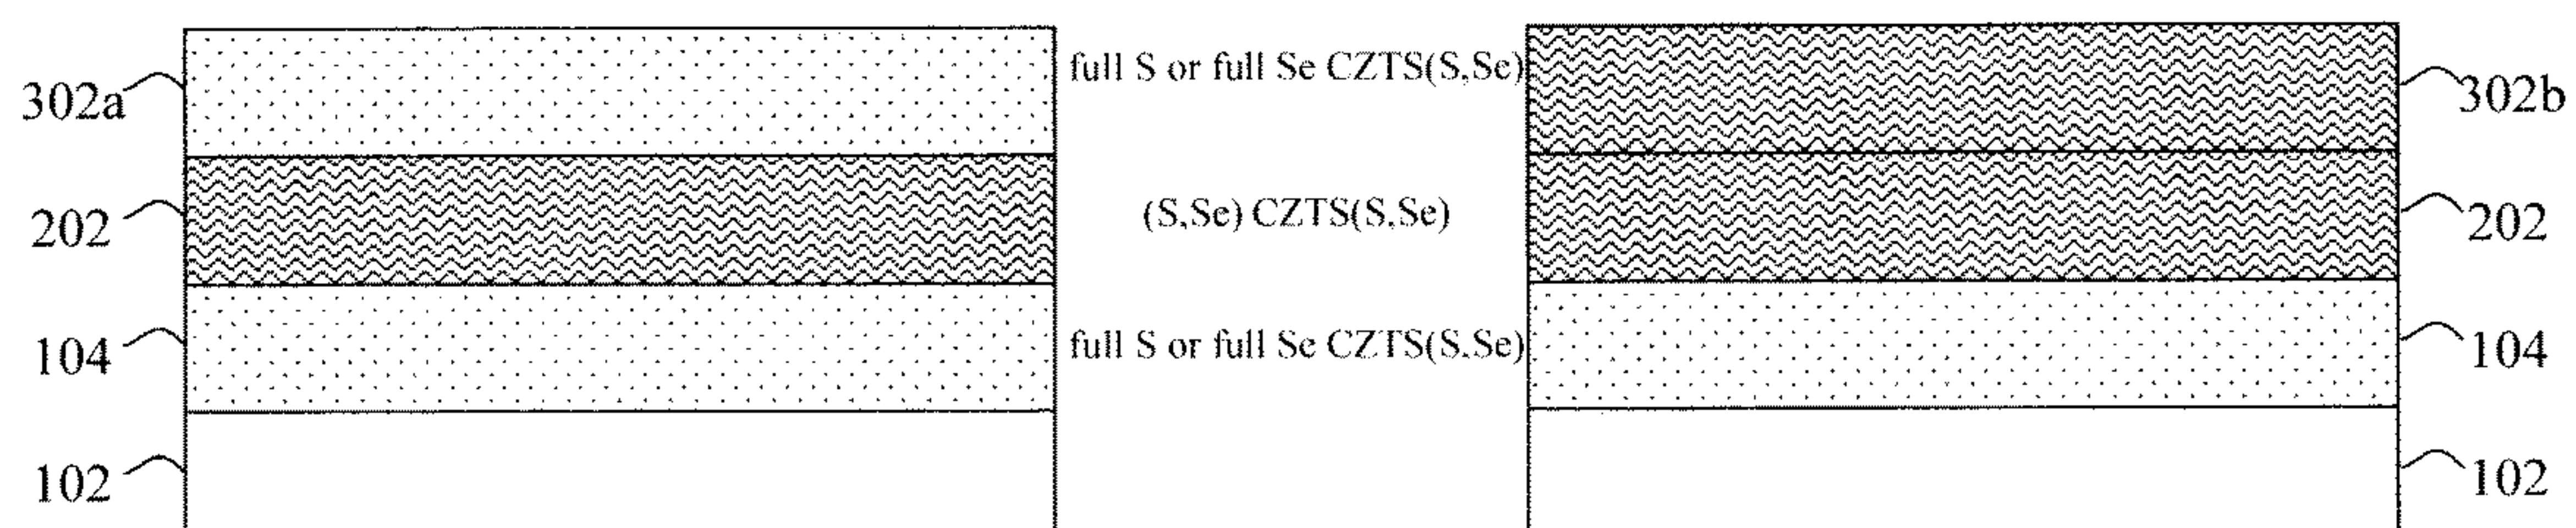 302a full S or full Se CZTS(S,Se) 302b
202 (S,Se) CZTS(S,Se) 202
104 full S or full Se CZTS(S,Se) 104
102 102